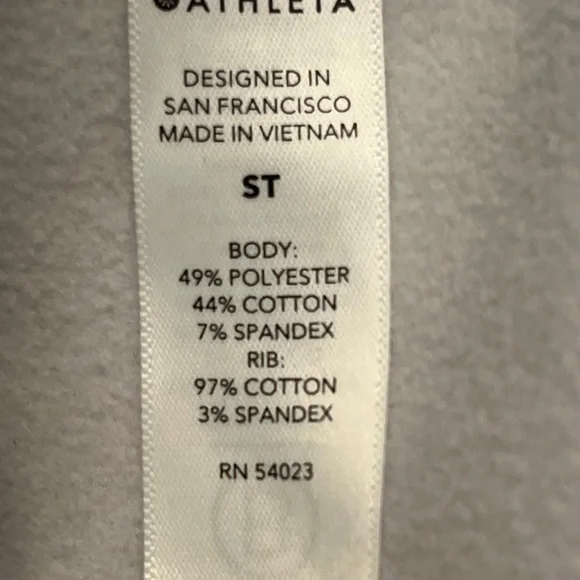 ATHLETA
DESIGNED IN
SAN FRANCISCO
MADE IN VIETNAM
ST
BODY:
49% POLYESTER
44% COTTON
7% SPANDEX
RIB:
97% COTTON
3% SPANDEX
RN 54023